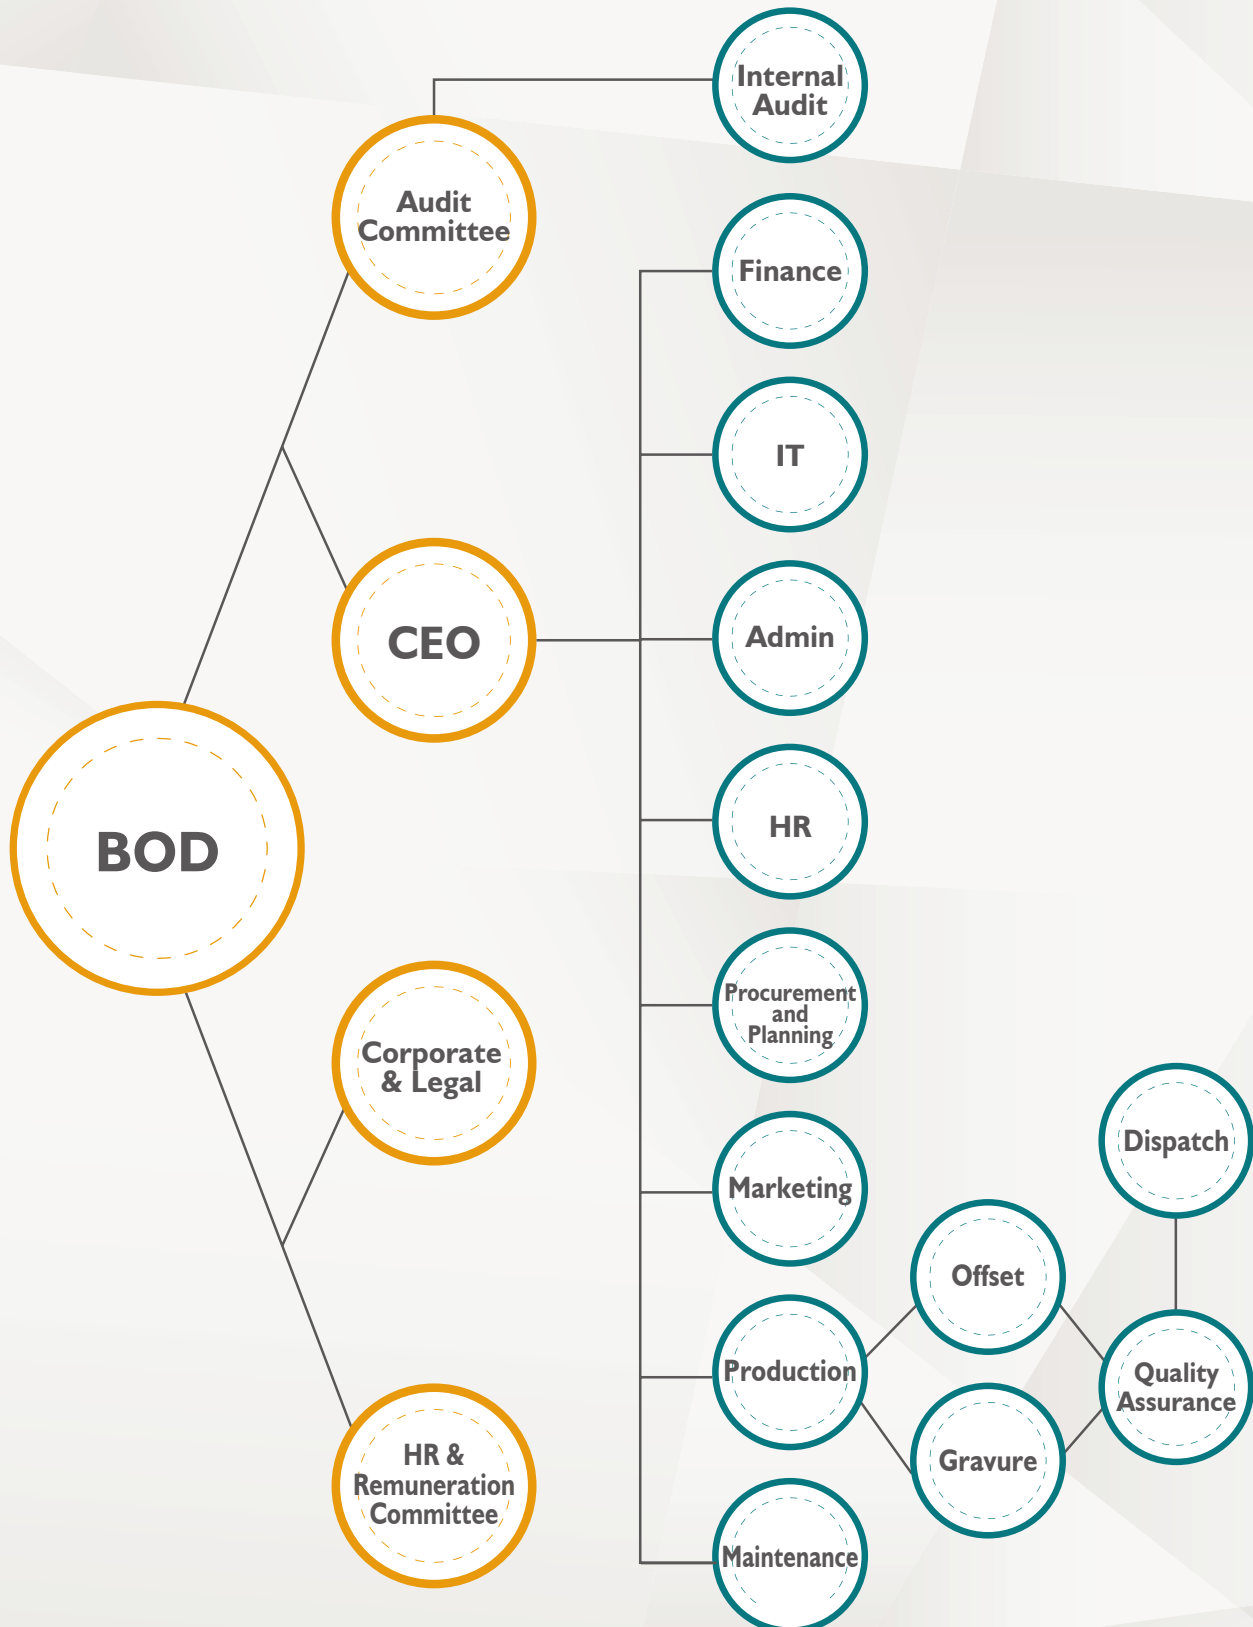 Internal
Audit
Audit
Committee
Finance
IT
CEO
Admin
HR
BOD
Procurement
and
Planning
Corporate
& Legal
Marketing
Dispatch
Offset
Production
Quality
Assurance
Gravure
HR &
Remuneration
Committee
Maintenance